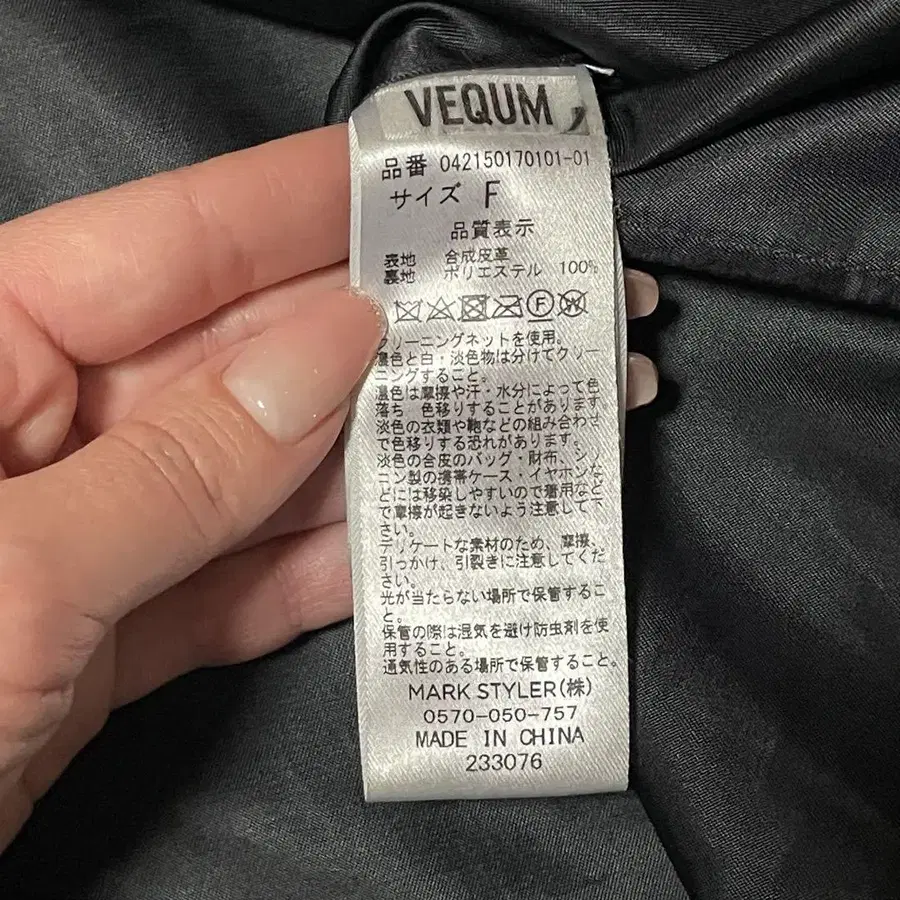 VEQUM,
品番 042150170101-01
サイズ F
品質表示
表地 合成皮革
裏地 ポリエステル 100%
F W
クリーニングネットを使用。
濃色と白・淡色物は分けてクリー
ニングすること。
濃色は摩擦や汗・水分によって色
落ち 色移りすることがあります
淡色の衣類や鞄などの組み合わせ
で色移りする恐れがあります。
淡色の合皮のバッグ・財布、シリ
コン製の携帯ケース・イヤホンな
どには移染しやすいので着用など
で摩擦が起きないよう注意して下
さい。
デリケートな素材のため、摩擦、
引っかけ、引裂きに注意してくだ
さい。
光が当たらない場所で保管するこ
と。
保管の際は湿気を避け防虫剤を使
用すること。
通気性のある場所で保管すること。
MARK STYLER(株)
0570-050-757
MADE IN CHINA
233076